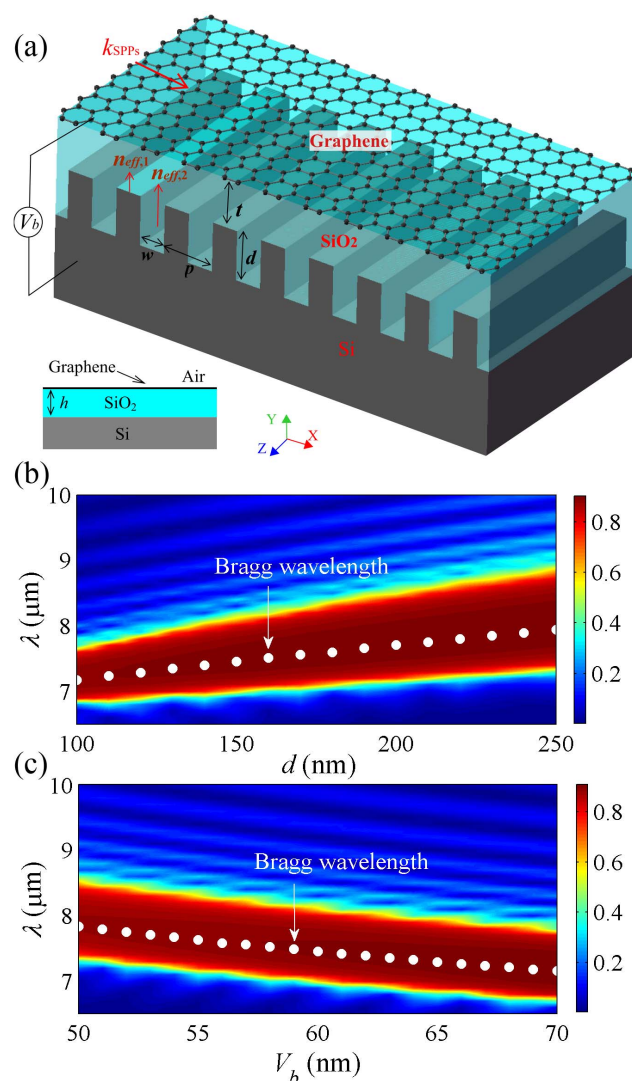 (a)
kSPPs
Graphene
neff,1
neff,2
Vb
t
SiO2
w
p
d
Si
Graphene
Air
h
SiO2
Si
Y
Z
X
(b)
10
9
8
7
λ (μm)
Bragg wavelength
100
150
200
250
d (nm)
0.8
0.6
0.4
0.2
(c)
10
9
8
7
λ (μm)
Bragg wavelength
50
55
60
65
70
Vb (nm)
0.8
0.6
0.4
0.2